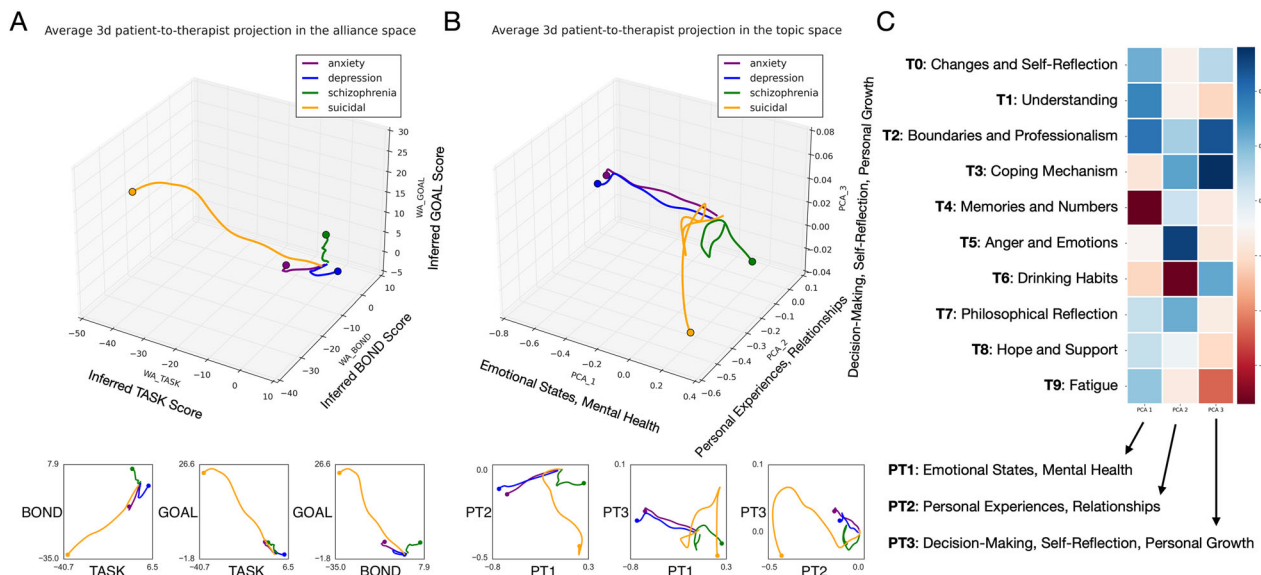 A
Average 3d patient-to-therapist projection in the alliance space
anxiety
depression
schizophrenia
suicidal
30
25
20
15
10
5
0
−5
WA_GOAL
Inferred GOAL Score
10
0
−10
−20
−30
−40
WA_BOND
Inferred BOND Score
−50
−40
−30
−20
−10
0
10
WA_TASK
Inferred TASK Score
7.9
BOND
−35.0
−40.7
TASK
6.5
26.6
GOAL
−1.8
−40.7
TASK
6.5
26.6
GOAL
−1.8
−35.0
BOND
7.9
B
Average 3d patient-to-therapist projection in the topic space
anxiety
depression
schizophrenia
suicidal
0.08
0.06
0.04
0.02
0.00
−0.02
−0.04
PCA_3
Decision-Making, Self-Reflection, Personal Growth
0.1
0.0
−0.1
−0.2
−0.3
−0.4
−0.5
−0.6
PCA_2
Personal Experiences, Relationships
−0.8
−0.6
−0.4
−0.2
0.0
0.2
0.4
PCA_1
Emotional States, Mental Health
0.0
PT2
−0.5
−0.8
PT1
0.3
0.1
PT3
0.0
−0.8
PT1
0.3
0.1
PT3
0.0
−0.5
PT2
0.0
C
T0: Changes and Self-Reflection
T1: Understanding
T2: Boundaries and Professionalism
T3: Coping Mechanism
T4: Memories and Numbers
T5: Anger and Emotions
T6: Drinking Habits
T7: Philosophical Reflection
T8: Hope and Support
T9: Fatigue
PCA 1
PCA 2
PCA 3
PT1: Emotional States, Mental Health
PT2: Personal Experiences, Relationships
PT3: Decision-Making, Self-Reflection, Personal Growth